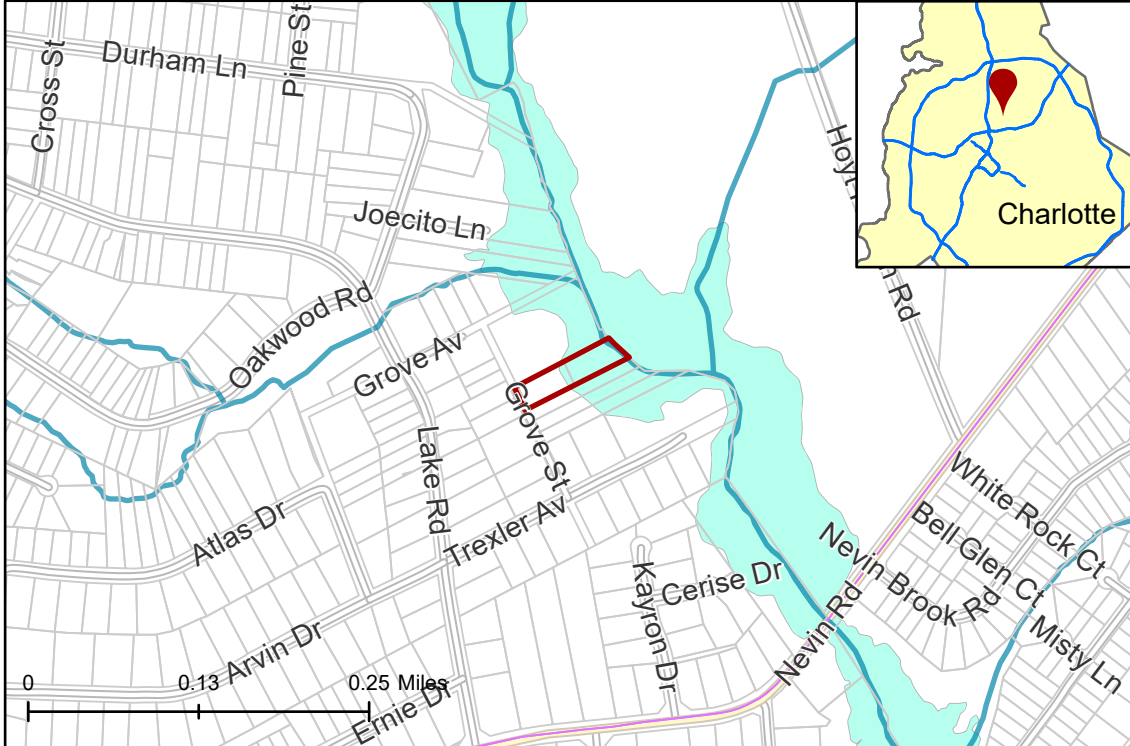 Cross St
Durham Ln
Pine St
Hoyt
n Rd
Charlotte
Joecito Ln
Oakwood Rd
Grove Av
Grove St
Lake Rd
Atlas Dr
Trexler Av
Arvin Dr
Ernie Dr
Kayron Dr
Cerise Dr
Nevin Rd
Nevin Brook Rd
White Rock Ct
Bell Glen Ct
Misty Ln
0
0.13
0.25 Miles